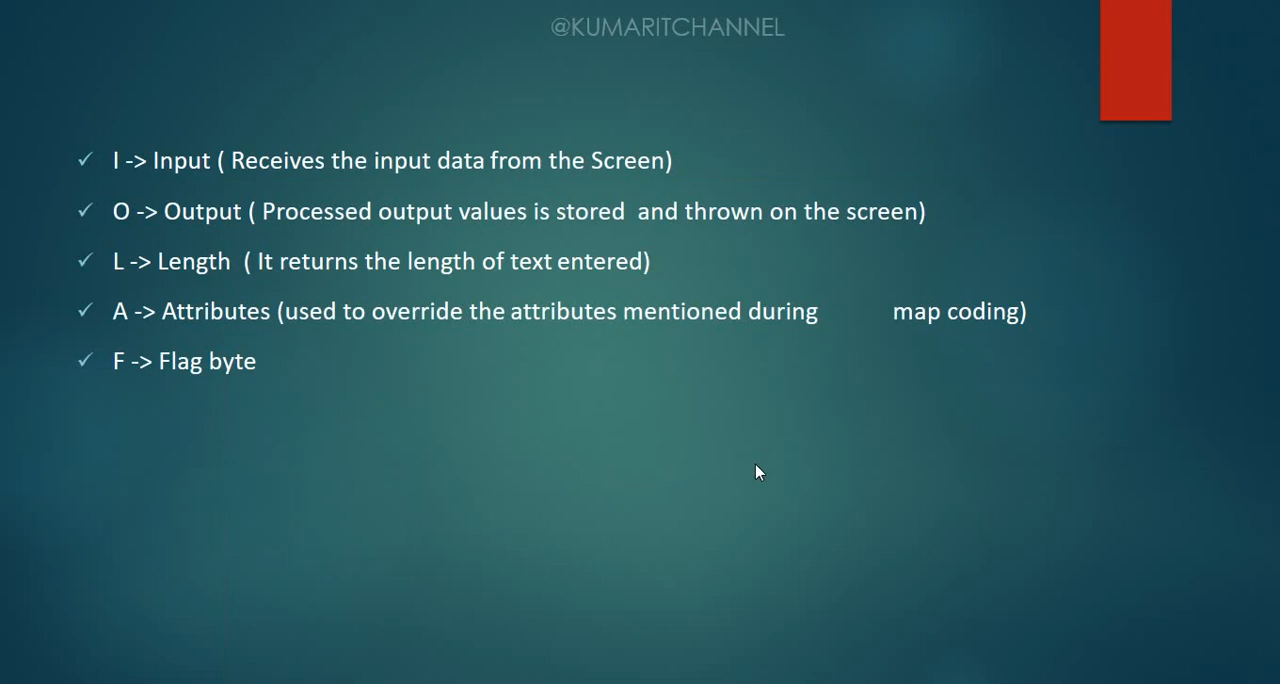 @KUMARITCHANNEL
✓ I -> Input ( Receives the input data from the Screen)
✓ O -> Output ( Processed output values is stored  and thrown on the screen)
✓ L -> Length  ( It returns the length of text entered)
✓ A -> Attributes (used to override the attributes mentioned during map coding)
✓ F -> Flag byte